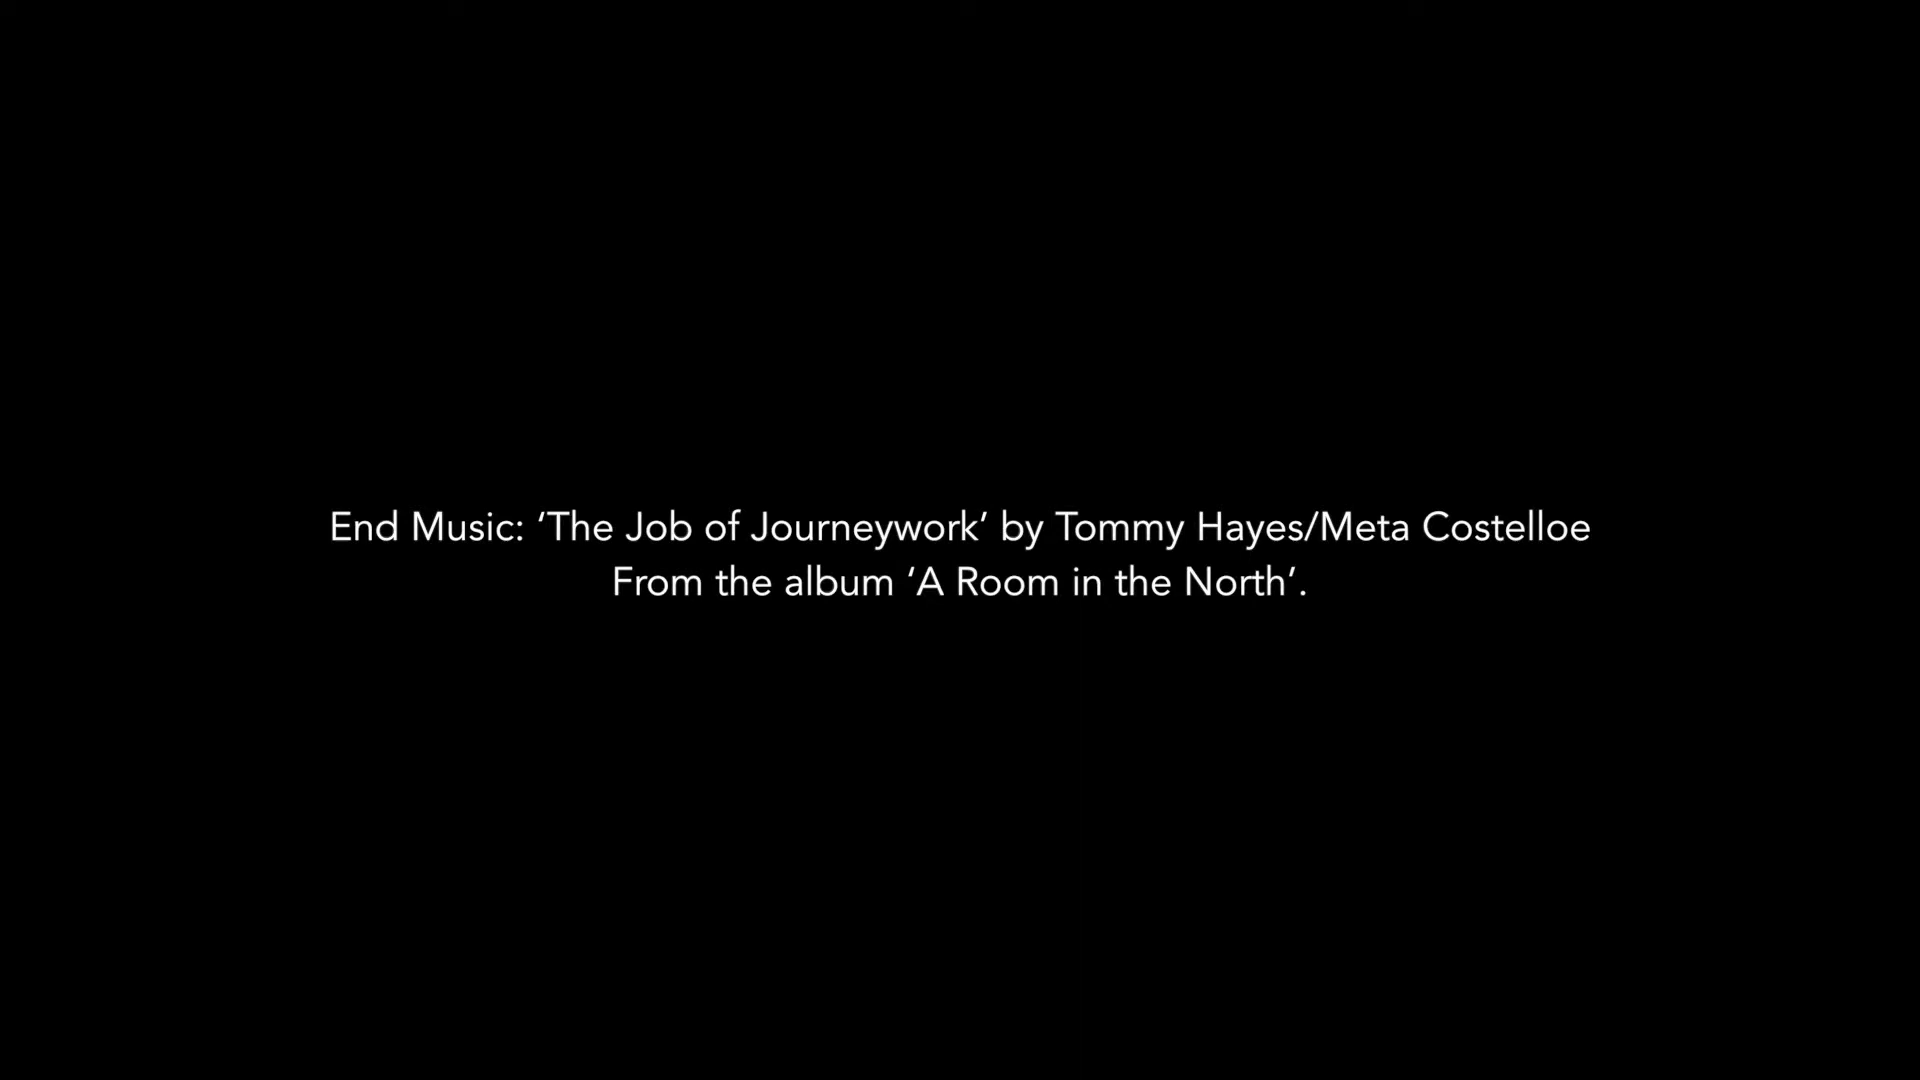 End Music: ‘The Job of Journeywork’ by Tommy Hayes/Meta Costelloe
From the album ‘A Room in the North’.